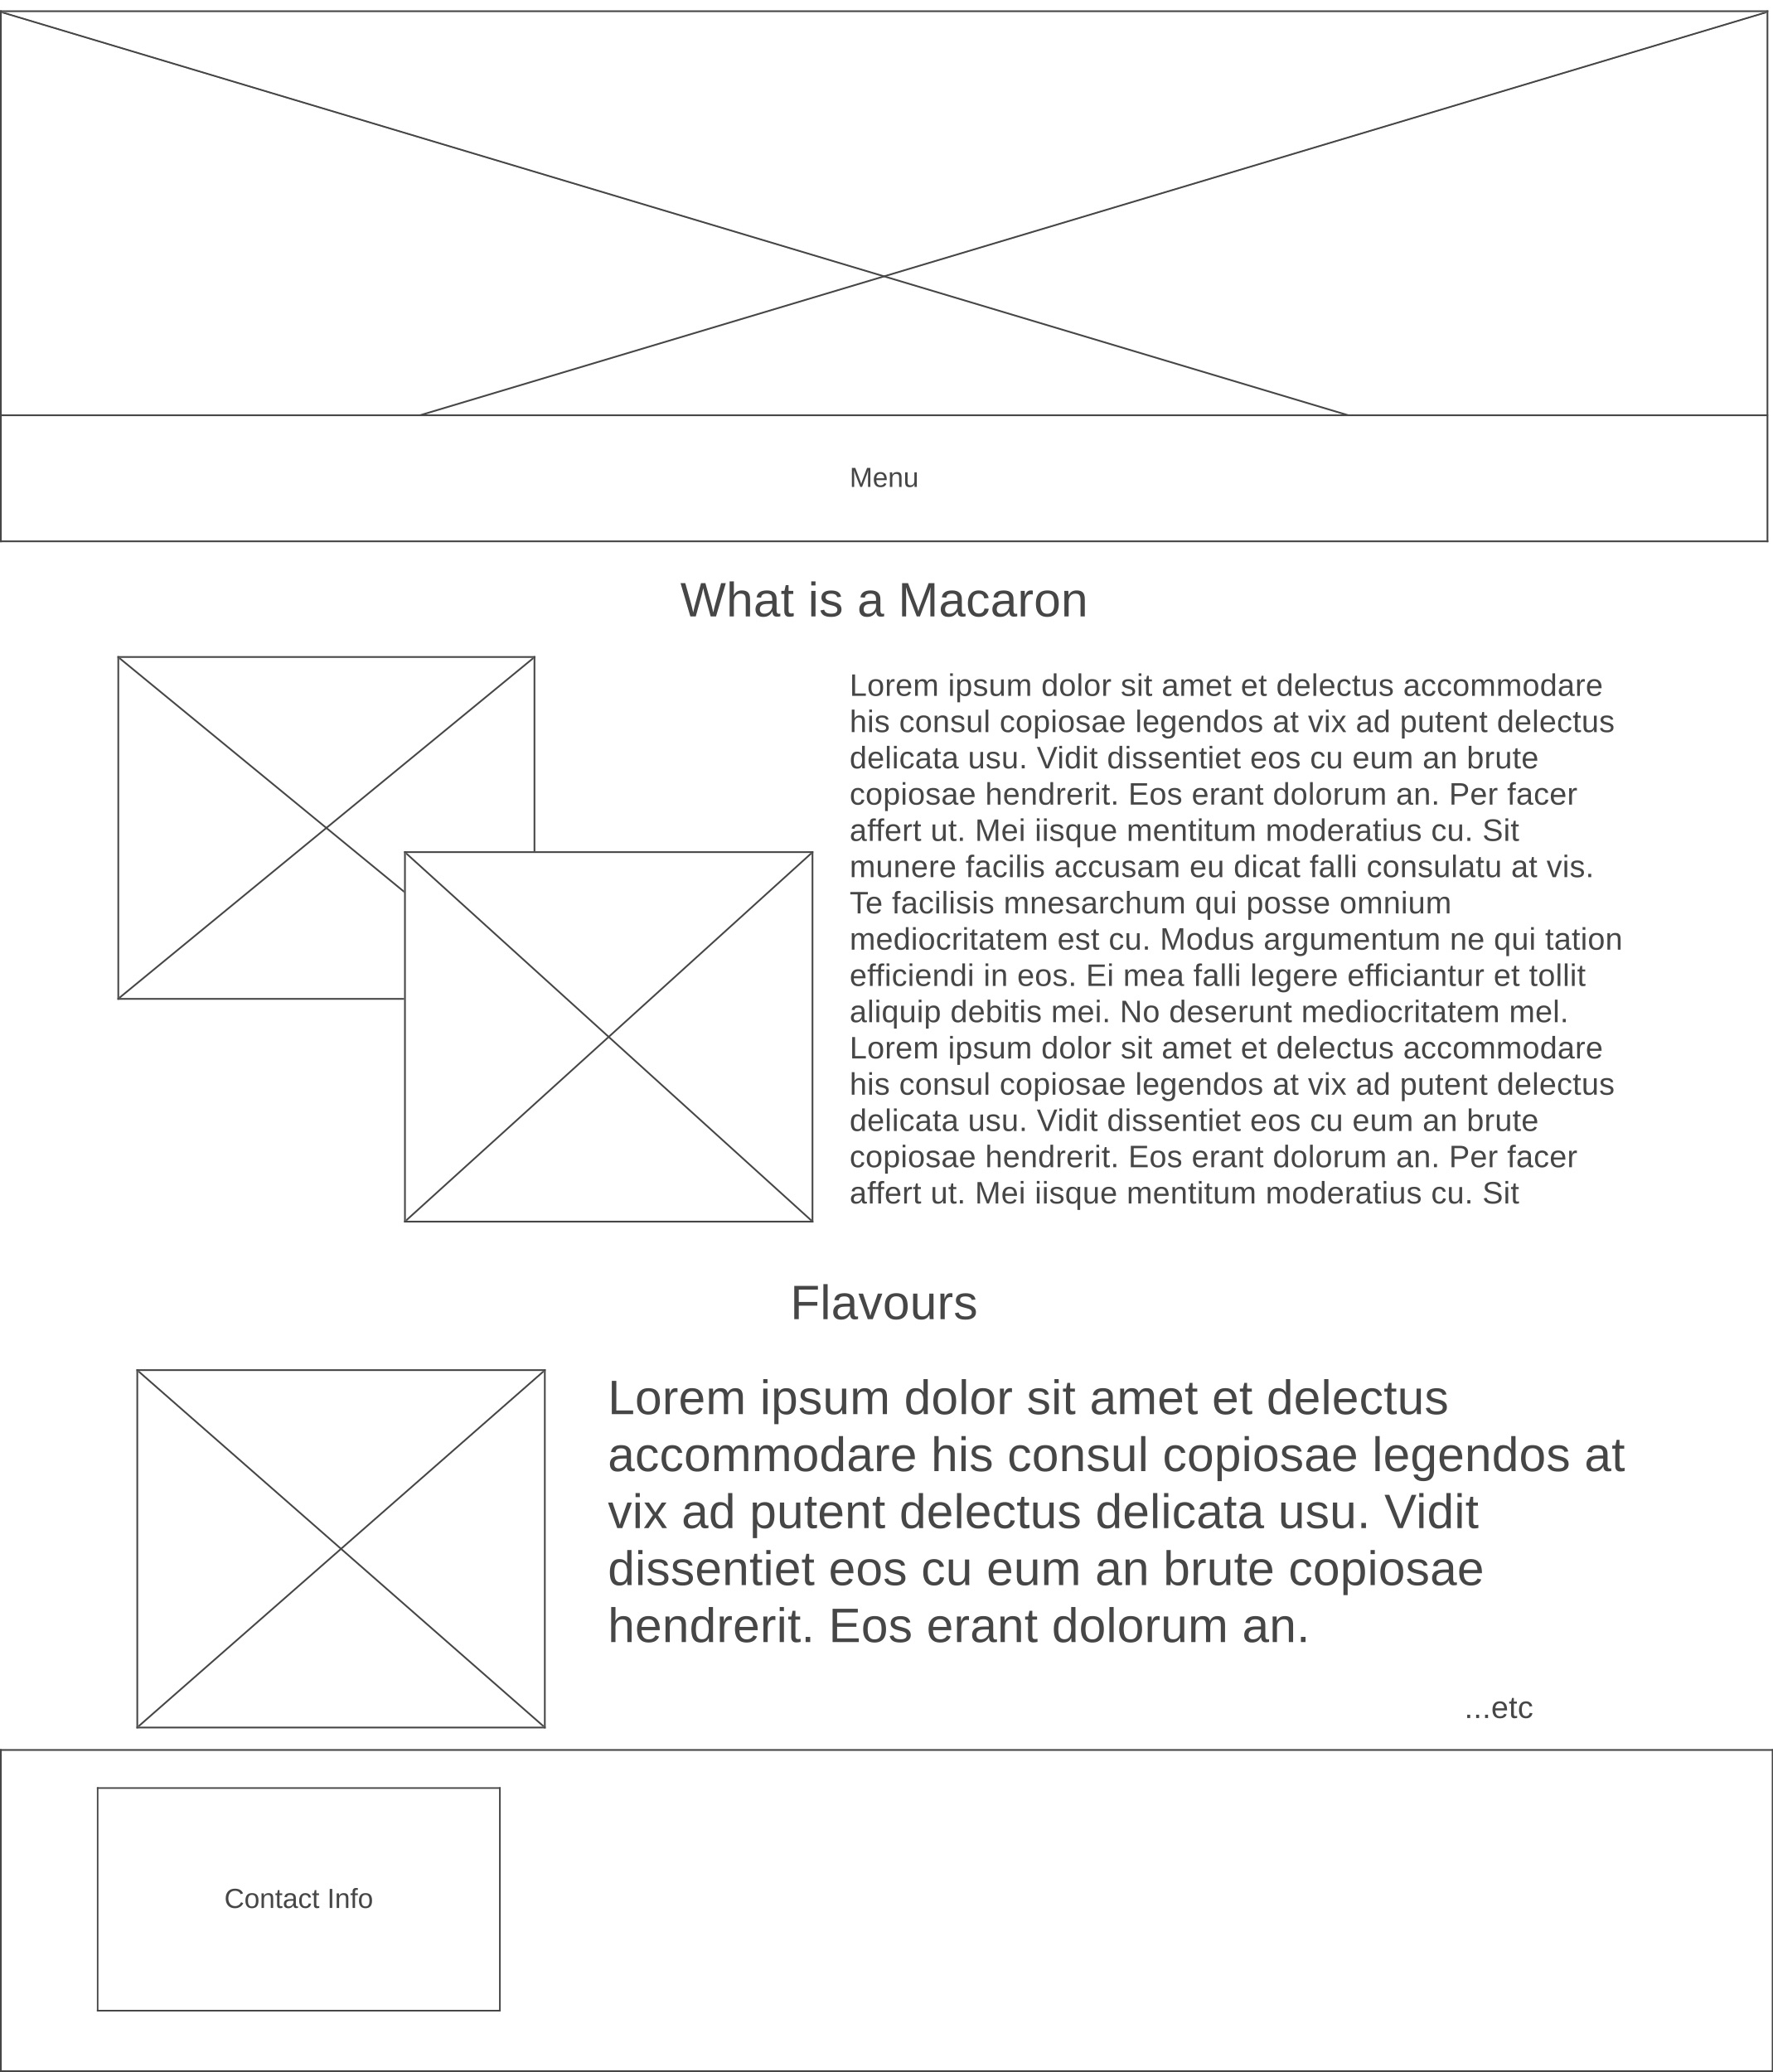 Menu
What is a Macaron
Lorem ipsum dolor sit amet et delectus accommodare
his consul copiosae legendos at vix ad putent delectus
delicata usu. Vidit dissentiet eos cu eum an brute
copiosae hendrerit. Eos erant dolorum an. Per facer
affert ut. Mei iisque mentitum moderatius cu. Sit
munere facilis accusam eu dicat falli consulatu at vis.
Te facilisis mnesarchum qui posse omnium
mediocritatem est cu. Modus argumentum ne qui tation
efficiendi in eos. Ei mea falli legere efficiantur et tollit
aliquip debitis mei. No deserunt mediocritatem mel.
Lorem ipsum dolor sit amet et delectus accommodare
his consul copiosae legendos at vix ad putent delectus
delicata usu. Vidit dissentiet eos cu eum an brute
copiosae hendrerit. Eos erant dolorum an. Per facer
affert ut. Mei iisque mentitum moderatius cu. Sit
Flavours
Lorem ipsum dolor sit amet et delectus
accommodare his consul copiosae legendos at
vix ad putent delectus delicata usu. Vidit
dissentiet eos cu eum an brute copiosae
hendrerit. Eos erant dolorum an.
...etc
Contact Info